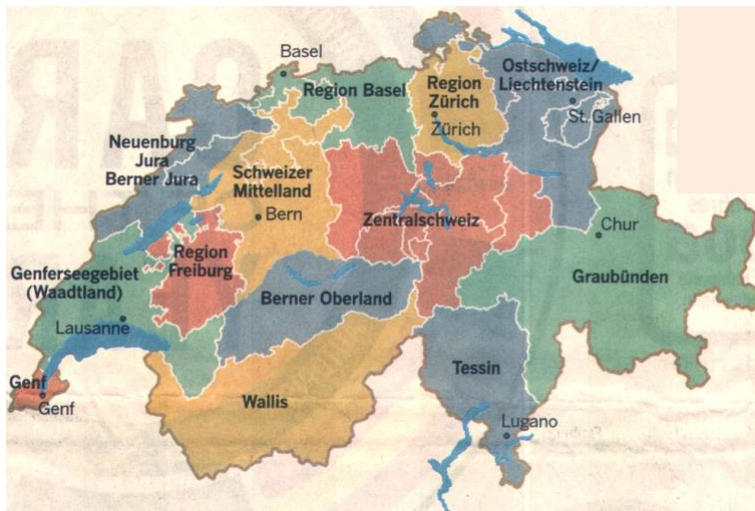 Basel
Region Basel
Region
Zürich
Zürich
Ostschweiz/
Liechtenstein
St. Gallen
Neuenburg
Jura
Berner Jura
Schweizer
Mittelland
Bern
Zentralschweiz
Chur
Region
Freiburg
Genferseegebiet
(Waadtland)
Lausanne
Berner Oberland
Graubünden
Genf
Genf
Wallis
Tessin
Lugano